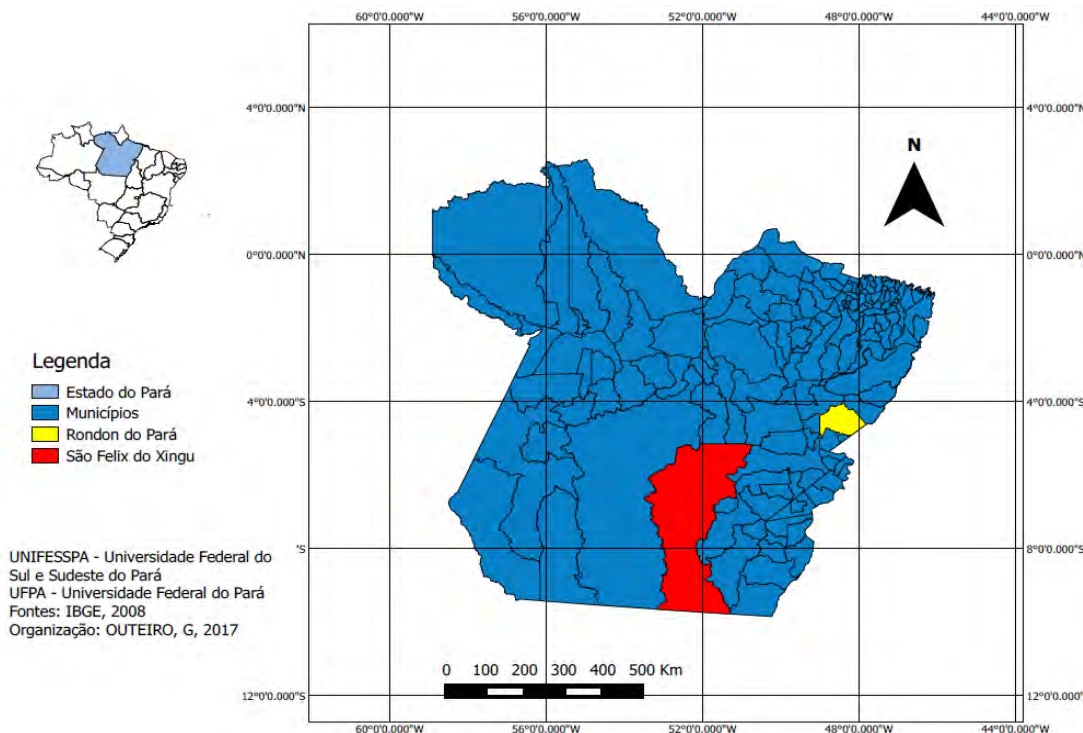 60°0'0.000"W 56°0'0.000"W 52°0'0.000"W 48°0'0.000"W 44°0'0.000"W
4°0'0.000"N 4°0'0.000"N
N
0°0'0.000"N 0°0'0.000"N
Legenda
Estado do Pará
Municípios
Rondon do Pará
São Felix do Xingu
4°0'0.000"S 4°0'0.000"S
UNIFESSPA - Universidade Federal do
Sul e Sudeste do Pará
UFPA - Universidade Federal do Pará
Fontes: IBGE, 2008
Organização: OUTEIRO, G, 2017
°S 8°0'0.000"S
0 100 200 300 400 500 Km
12°0'0.000"S 12°0'0.000"S
60°0'0.000"W 56°0'0.000"W 52°0'0.000"W 48°0'0.000"W 44°0'0.000"W